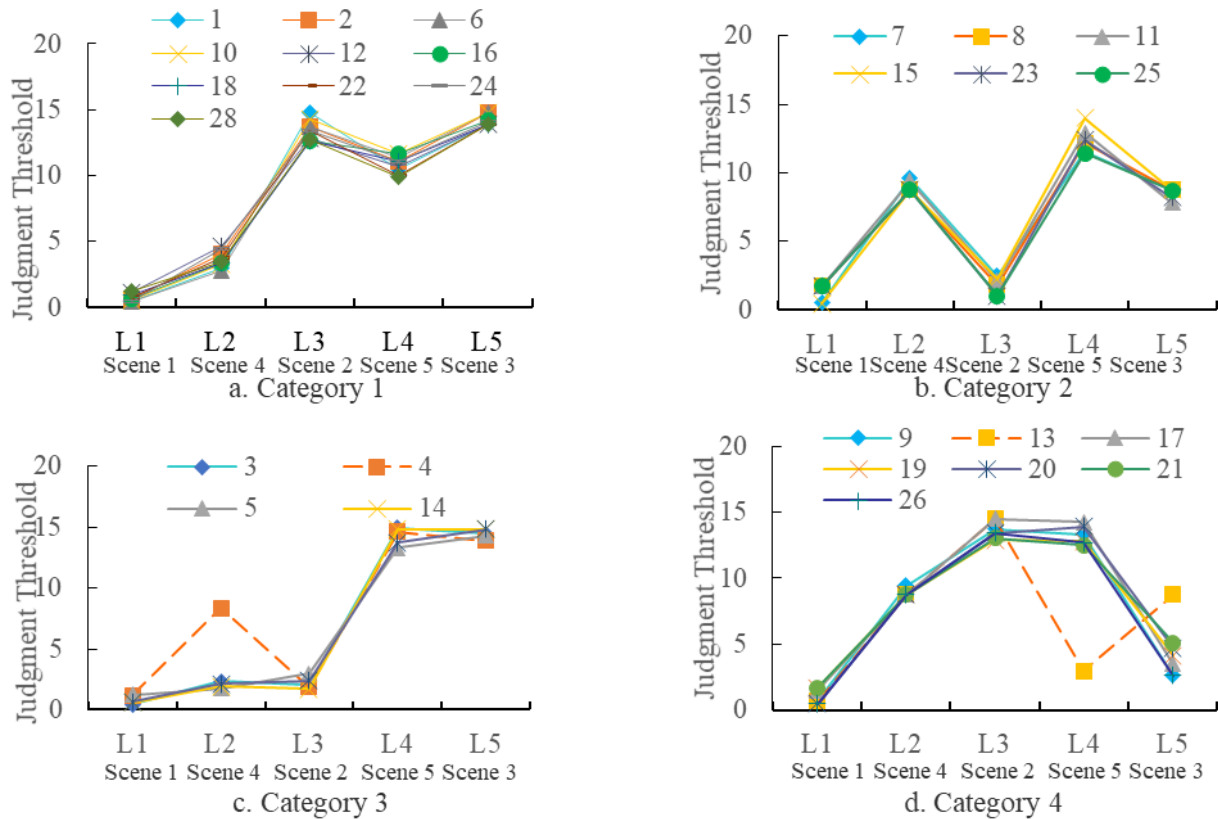 1 2 6
10 12 16
18 22 24
28
20
15
10
5
0
Judgment Threshold
L1 L2 L3 L4 L5
Scene 1 Scene 4 Scene 2 Scene 5 Scene 3
a. Category 1
7 8 11
15 23 25
20
15
10
5
0
Judgment Threshold
L1 L2 L3 L4 L5
Scene 1 Scene 4 Scene 2 Scene 5 Scene 3
b. Category 2
3 4
5 14
20
15
10
5
0
Judgment Threshold
L1 L2 L3 L4 L5
Scene 1 Scene 4 Scene 2 Scene 5 Scene 3
c. Category 3
9 13 17
19 20 21
26
20
15
10
5
0
Judgment Threshold
L1 L2 L3 L4 L5
Scene 1 Scene 4 Scene 2 Scene 5 Scene 3
d. Category 4